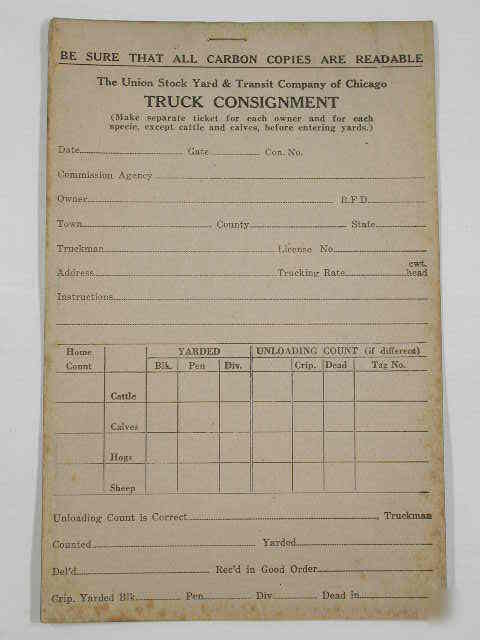 BE SURE THAT ALL CARBON COPIES ARE READABLE
The Union Stock Yard & Transit Company of Chicago
TRUCK CONSIGNMENT
(Make separate ticket for each owner and for each
specie, except cattle and calves, before entering yards.)
Date Gate Con. No.
Commission Agency
Owner R F D
Town County State
Truckman License No.
cwt.
Address Trucking Rate head
Instructions
Home YARDED UNLOADING COUNT (if different)
Count Blk. Pen Div. Crip. Dead Tag No.
Cattle
Calves
Hogs
Sheep
Unloading Count is Correct , Truckman
Counted Yarded
Del'd Rec'd in Good Order
Crip. Yarded Blk. Pen Div. Dead in